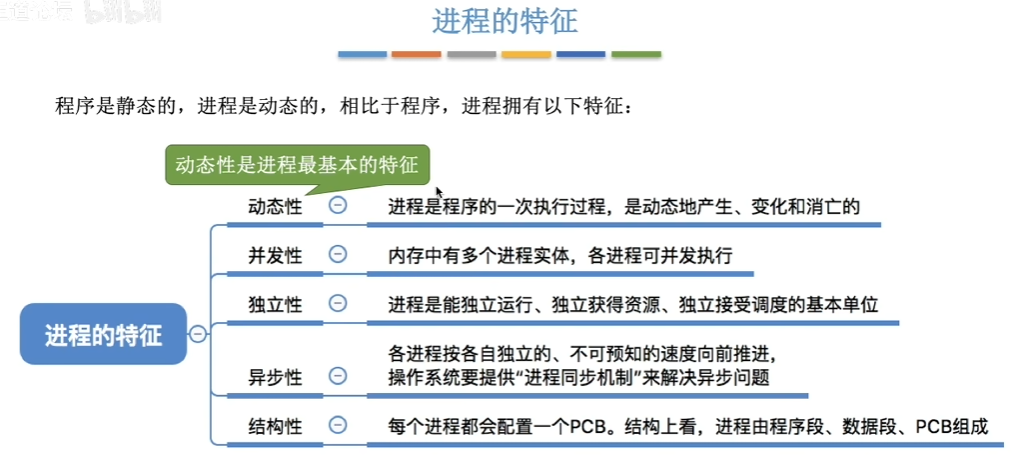 bilibili
进程的特征
程序是静态的，进程是动态的，相比于程序，进程拥有以下特征：
动态性是进程最基本的特征
动态性 进程是程序的一次执行过程，是动态地产生、变化和消亡的
并发性 内存中有多个进程实体，各进程可并发执行
独立性 进程是能独立运行、独立获得资源、独立接受调度的基本单位
进程的特征
各进程按各自独立的、不可预知的速度向前推进，
异步性 操作系统要提供“进程同步机制”来解决异步问题
结构性 每个进程都会配置一个PCB。结构上看，进程由程序段、数据段、PCB组成